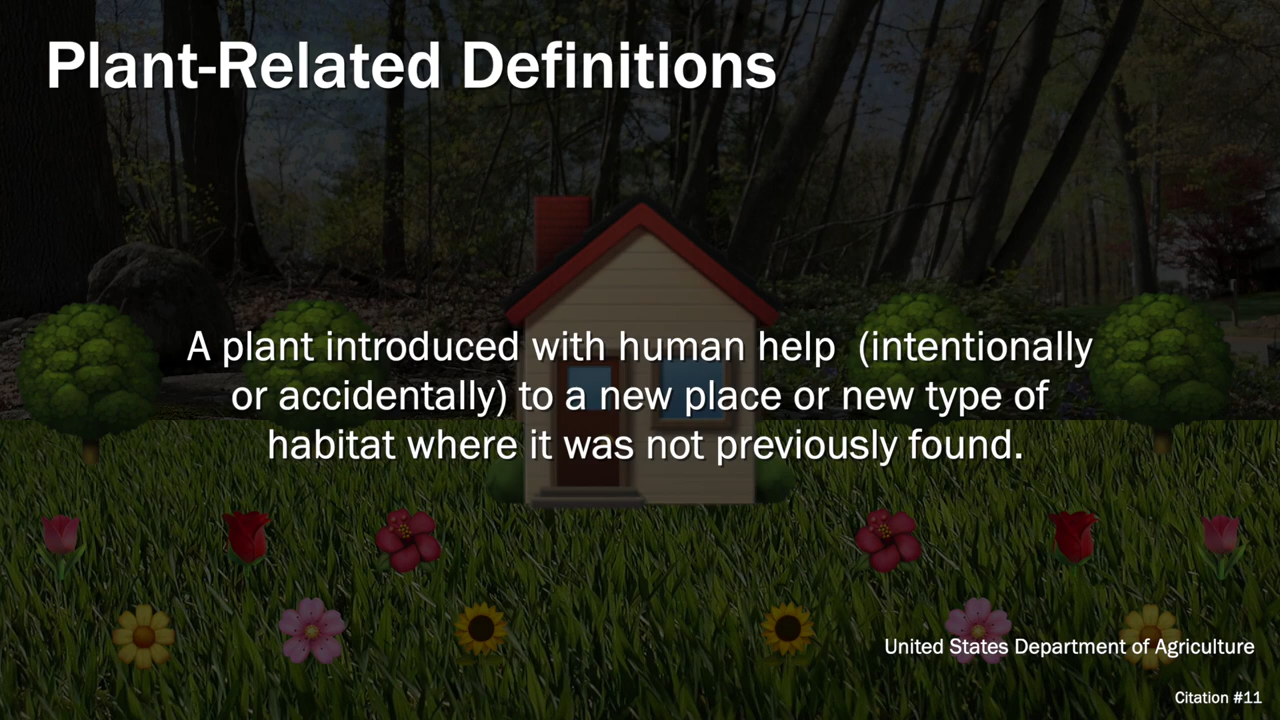 Plant-Related Definitions
A plant introduced with human help  (intentionally
or accidentally) to a new place or new type of
habitat where it was not previously found.
United States Department of Agriculture
Citation #11